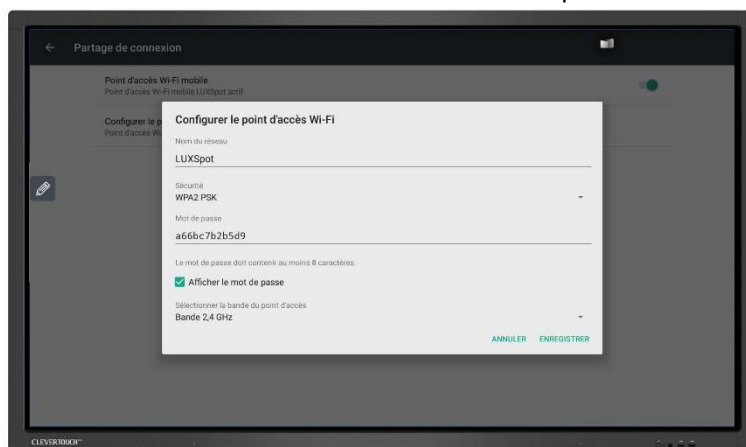 Partage de connexion
Point d'accès Wi-Fi mobile
Point d'accès Wi-Fi mobile LUXSpot actif
Configurer le p
Point d'accès Wi
Configurer le point d'accès Wi-Fi
Nom du réseau
LUXSpot
Sécurité
WPA2 PSK
Mot de passe
a66bc7b2b5d9
Le mot de passe doit contenir au moins 8 caractères.
Afficher le mot de passe
Sélectionner la bande du point d'accès
Bande 2,4 GHz
ANNULER ENREGISTRER
CLEVERTOUCH™